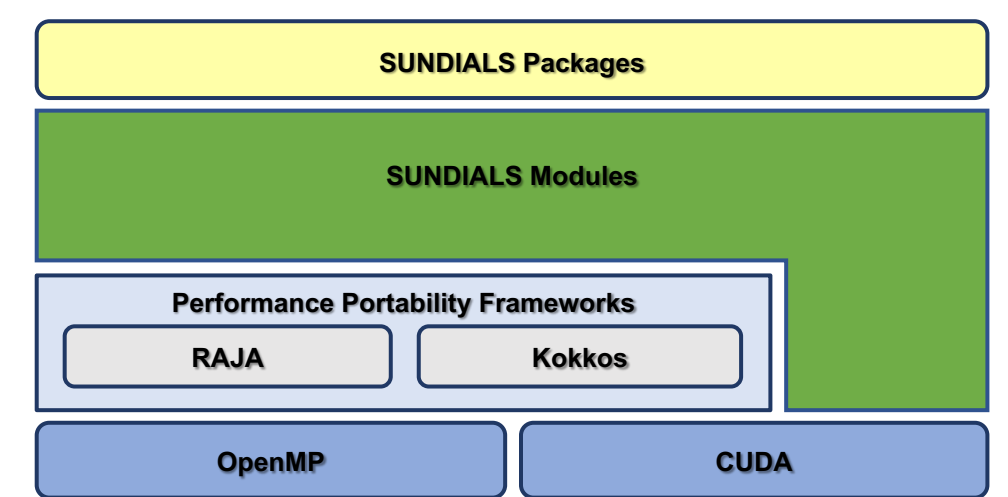 SUNDIALS Packages
SUNDIALS Modules
Performance Portability Frameworks
RAJA
Kokkos
OpenMP
CUDA